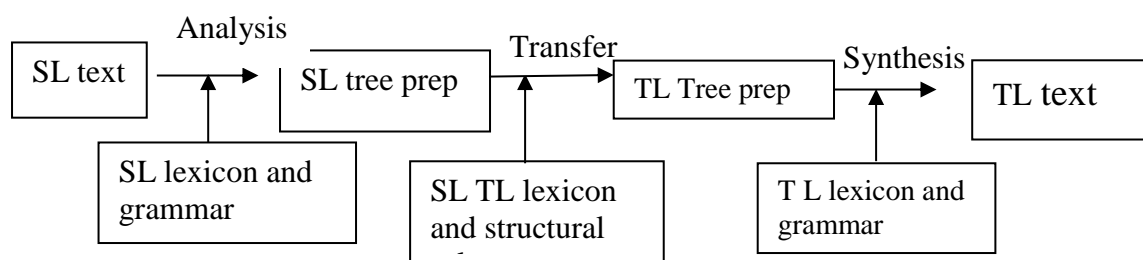 Analysis
Transfer
Synthesis
SL text
SL tree prep
TL Tree prep
TL text
SL lexicon and
grammar
SL TL lexicon
and structural
T L lexicon and
grammar